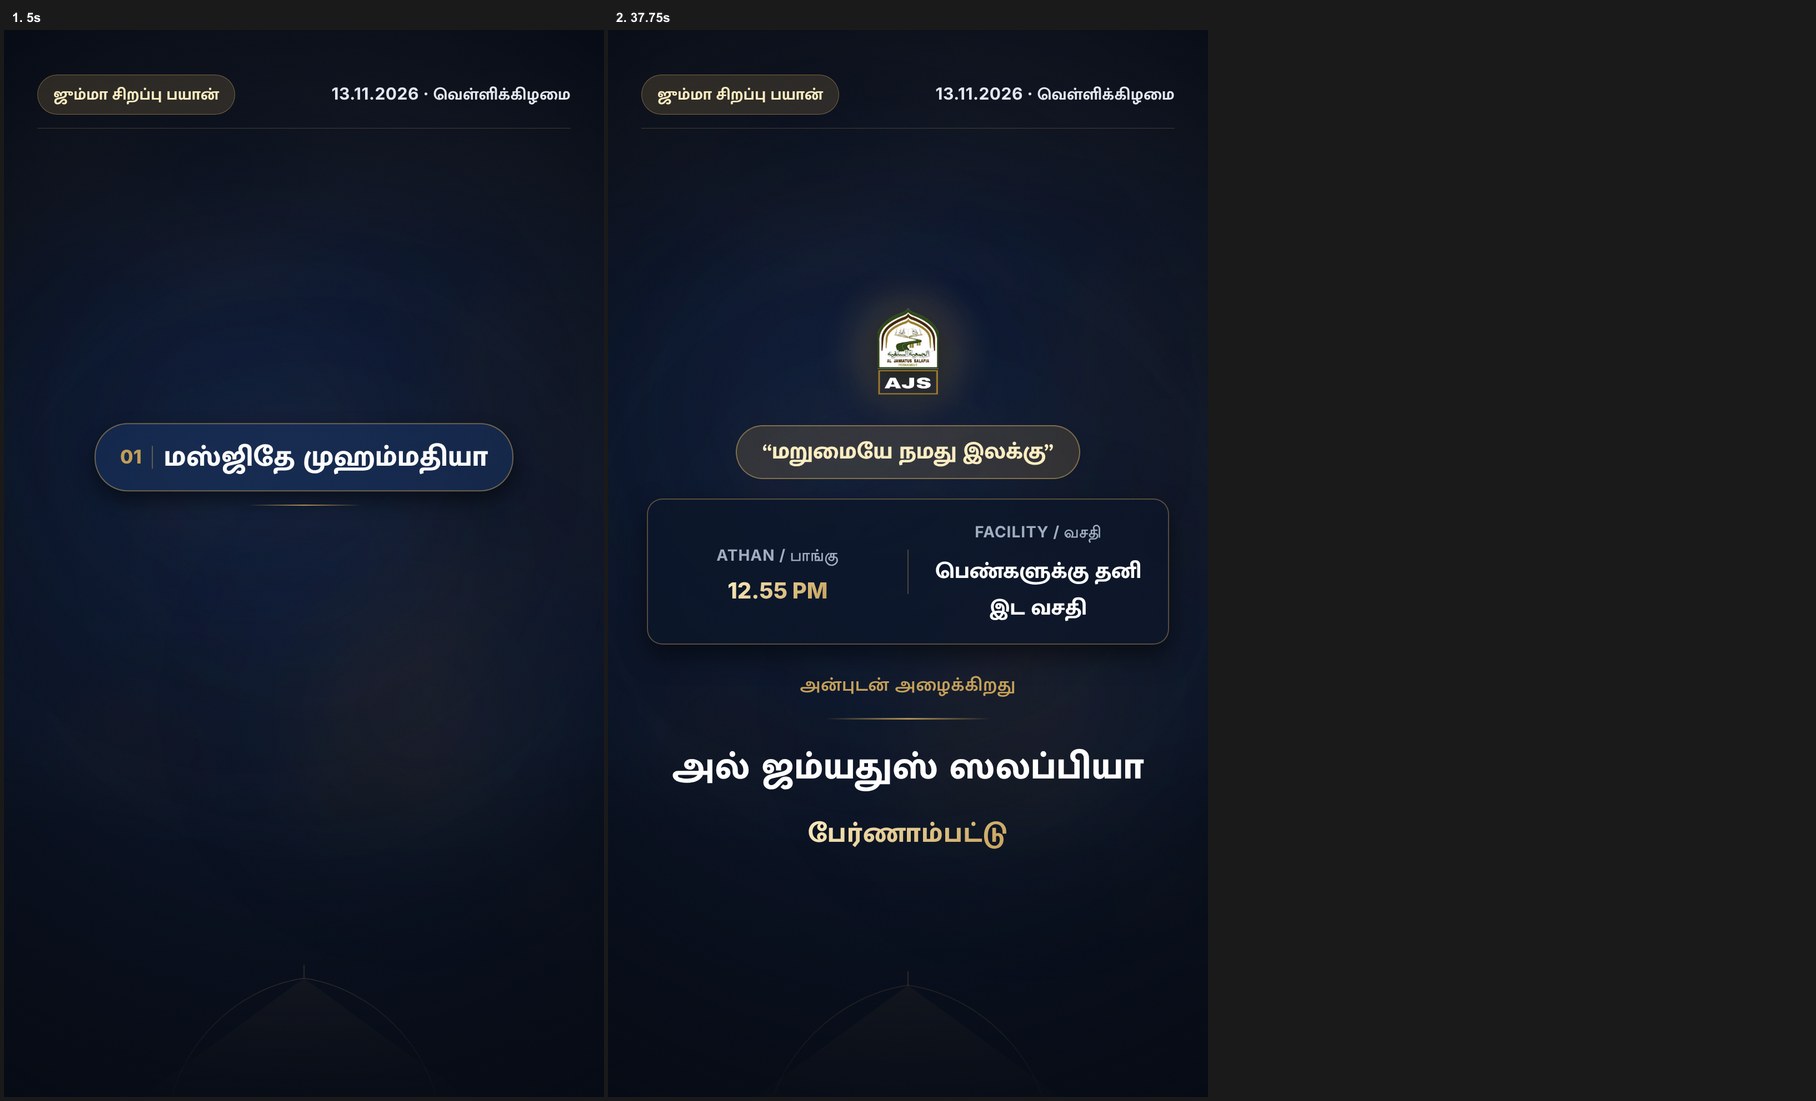 1. 5s
ஜும்மா சிறப்பு பயான்
13.11.2026 · வெள்ளிக்கிழமை
01 மஸ்ஜிதே முஹம்மதியா
2. 37.75s
ஜும்மா சிறப்பு பயான்
13.11.2026 · வெள்ளிக்கிழமை
AJS
“மறுமையே நமது இலக்கு”
ATHAN / பாங்கு
12.55 PM
FACILITY / வசதி
பெண்களுக்கு தனி
இட வசதி
அன்புடன் அழைக்கிறது
அல் ஜம்யதுஸ் ஸலப்பியா
பேர்ணாம்பட்டு